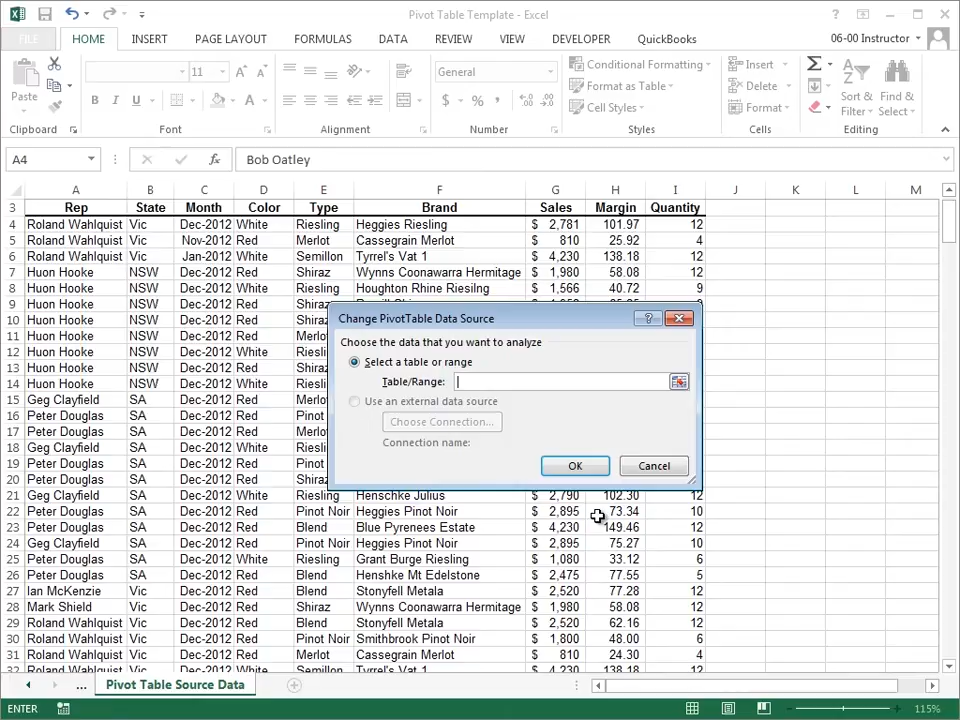 Pivot Table Template - Excel
FILE HOME INSERT PAGE LAYOUT FORMULAS DATA REVIEW VIEW DEVELOPER QuickBooks 06-00 Instructor
Paste 11 General Conditional Formatting Insert
B I U A $ % Format as Table Delete Sort & Find &
Cell Styles Format Filter Select
Clipboard Font Alignment Number Styles Cells Editing
A4 fx Bob Oatley
A B C D E F G H I J K L M
3 Rep State Month Color Type Brand Sales Margin Quantity
4 Roland Wahlquist Vic Dec-2012 White Riesling Heggies Riesling $ 2,781 101.97 12
5 Roland Wahlquist Vic Nov-2012 Red Merlot Cassegrain Merlot $ 810 25.92 4
6 Roland Wahlquist Vic Jan-2012 White Semillon Tyrrel's Vat 1 $ 4,230 138.18 12
7 Huon Hooke NSW Dec-2012 Red Shiraz Wynns Coonawarra Hermitage $ 1,980 58.08 12
8 Huon Hooke NSW Dec-2012 White Riesling Houghton Rhine Riesilng $ 1,566 40.72 9
9 Huon Hooke NSW Dec-2012 Red Shiraz
10 Huon Hooke NSW Dec-2012 Red Shiraz
11 Huon Hooke NSW Dec-2012 Red Merlo
12 Huon Hooke NSW Dec-2012 White Riesli
13 Huon Hooke NSW Dec-2012 Red Merlo
14 Huon Hooke NSW Dec-2012 White Riesli
15 Geg Clayfield SA Dec-2012 Red Merlo
16 Peter Douglas SA Dec-2012 Red Pinot
17 Peter Douglas SA Dec-2012 Red Merlo
18 Geg Clayfield SA Dec-2012 White Riesli
19 Peter Douglas SA Dec-2012 Red Pinot
20 Peter Douglas SA Dec-2012 Red Shiraz
21 Geg Clayfield SA Dec-2012 White Riesling Henschke Julius $ 2,790 102.30 12
22 Peter Douglas SA Dec-2012 Red Pinot Noir Heggies Pinot Noir $ 2,895 73.34 10
23 Peter Douglas SA Dec-2012 Red Blend Blue Pyrenees Estate $ 4,230 149.46 12
24 Geg Clayfield SA Dec-2012 Red Pinot Noir Heggies Pinot Noir $ 2,895 75.27 10
25 Peter Douglas SA Dec-2012 White Riesling Grant Burge Riesling $ 1,080 33.12 6
26 Peter Douglas SA Dec-2012 Red Blend Henshke Mt Edelstone $ 2,475 77.55 5
27 Ian McKenzie Vic Dec-2012 Red Blend Stonyfell Metala $ 2,520 77.28 12
28 Mark Shield Vic Dec-2012 Red Shiraz Wynns Coonawarra Hermitage $ 1,980 58.08 12
29 Roland Wahlquist Vic Dec-2012 Red Blend Stonyfell Metala $ 2,520 62.16 12
30 Roland Wahlquist Vic Dec-2012 Red Pinot Noir Smithbrook Pinot Noir $ 1,800 48.00 6
31 Roland Wahlquist Vic Dec-2012 Red Merlot Cassegrain Merlot $ 810 24.30 4
32 Roland Wahlquist Vic Dec-2012 White Semillon Tyrrel's Vat 1 $ 4,230 138.18 12
Change PivotTable Data Source
Choose the data that you want to analyze
Select a table or range
Table/Range:
Use an external data source
Choose Connection...
Connection name:
OK Cancel
... Pivot Table Source Data
ENTER 115%